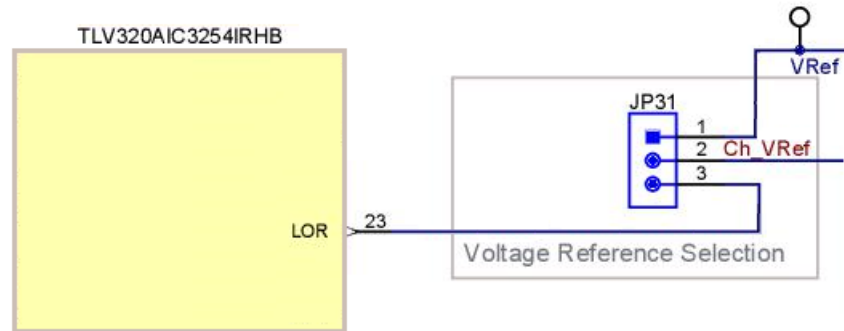 TLV320AIC3254IRHB
VRef
JP31
1
2
Ch_VRef
3
LOR
23
Voltage Reference Selection